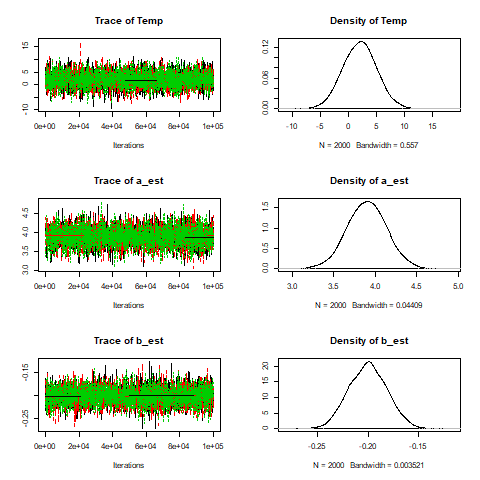 Trace of Temp
15
5
0
-10
0e+00 2e+04 4e+04 6e+04 8e+04 1e+05
Iterations
Density of Temp
0.12
0.06
0.00
-10 -5 0 5 10 15
N = 2000 Bandwidth = 0.557
Trace of a_est
4.5
4.0
3.5
3.0
0e+00 2e+04 4e+04 6e+04 8e+04 1e+05
Iterations
Density of a_est
1.5
1.0
0.5
0.0
3.0 3.5 4.0 4.5 5.0
N = 2000 Bandwidth = 0.04409
Trace of b_est
-0.15
-0.25
0e+00 2e+04 4e+04 6e+04 8e+04 1e+05
Iterations
Density of b_est
20
15
10
5
0
-0.25 -0.20 -0.15
N = 2000 Bandwidth = 0.003521